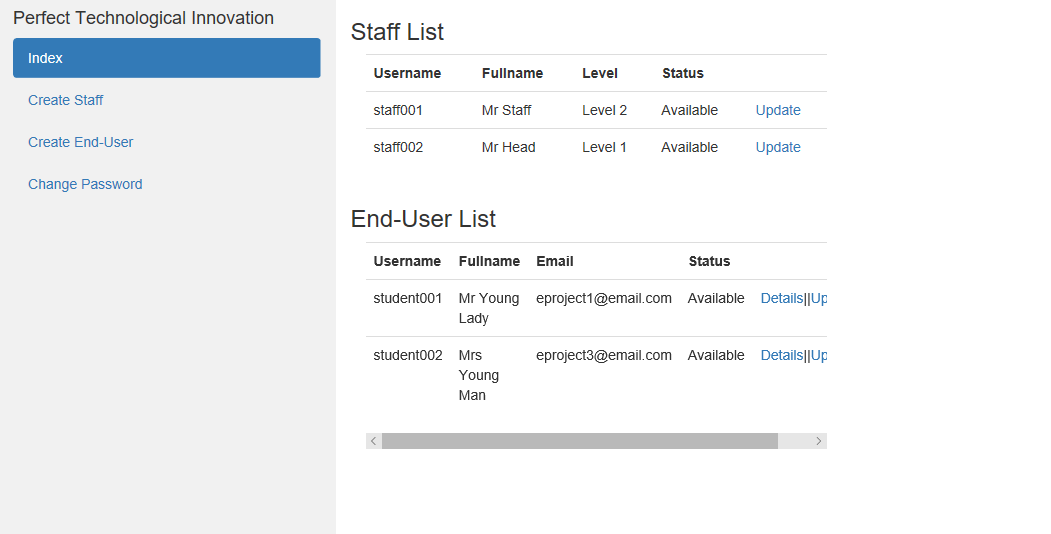 Perfect Technological Innovation
Index
Create Staff
Create End-User
Change Password
Staff List
Username Fullname Level Status
staff001 Mr Staff Level 2 Available Update
staff002 Mr Head Level 1 Available Update
End-User List
Username Fullname Email Status
student001 Mr Young eproject1@email.com Available Details||Up
Lady
student002 Mrs eproject3@email.com Available Details||Up
Young
Man